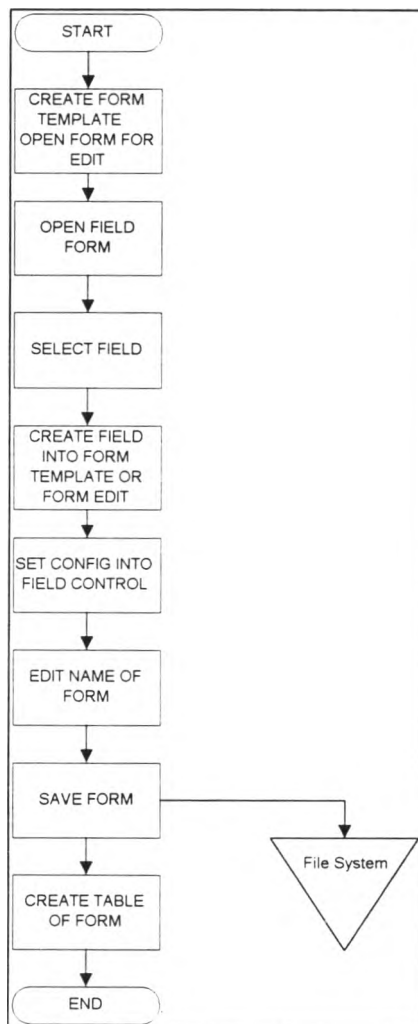 START
CREATE FORM
TEMPLATE
OPEN FORM FOR
EDIT
OPEN FIELD
FORM
SELECT FIELD
CREATE FIELD
INTO FORM
TEMPLATE OR
FORM EDIT
SET CONFIG INTO
FIELD CONTROL
EDIT NAME OF
FORM
SAVE FORM
File System
CREATE TABLE
OF FORM
END